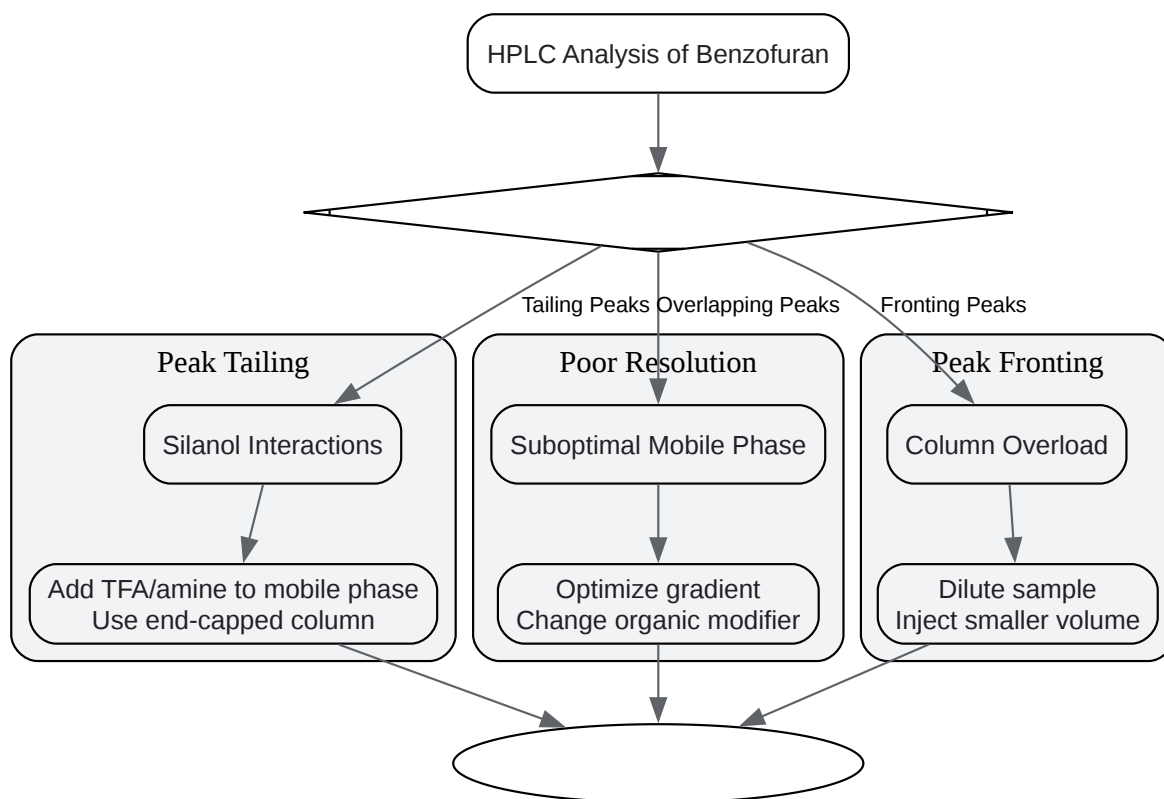 HPLC Analysis of Benzofuran
Tailing Peaks
Overlapping Peaks
Fronting Peaks
Peak Tailing
Poor Resolution
Peak Fronting
Silanol Interactions
Suboptimal Mobile Phase
Column Overload
Add TFA/amine to mobile phase
Use end-capped column
Optimize gradient
Change organic modifier
Dilute sample
Inject smaller volume